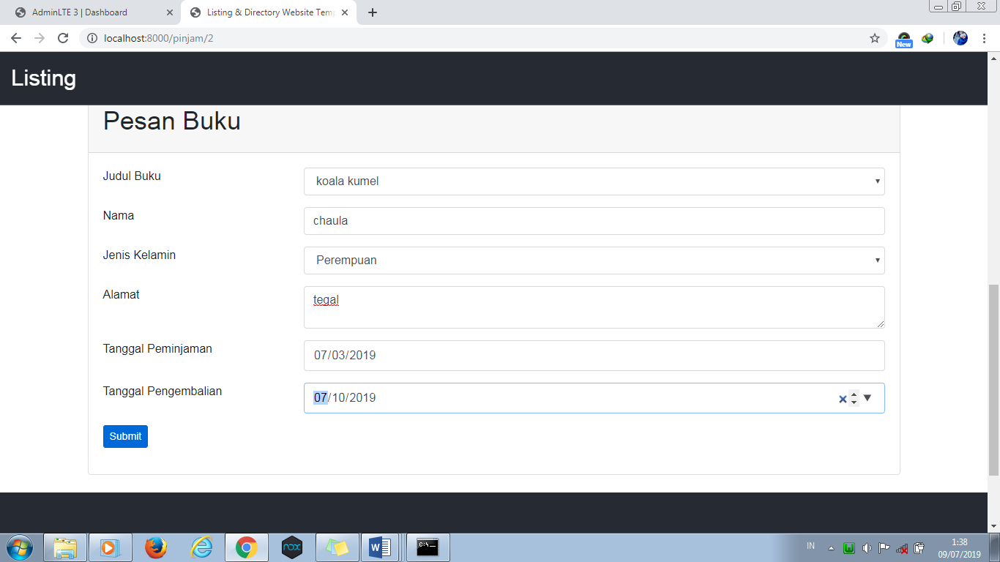 AdminLTE 3 | Dashboard
Listing & Directory Website Tem
localhost:8000/pinjam/2
New
Listing
Pesan Buku
Judul Buku
koala kumel
Nama
chaula
Jenis Kelamin
Perempuan
Alamat
tegal
Tanggal Peminjaman
07/03/2019
Tanggal Pengembalian
07/10/2019
Submit
nox
C:\
IN
1:38
09/07/2019